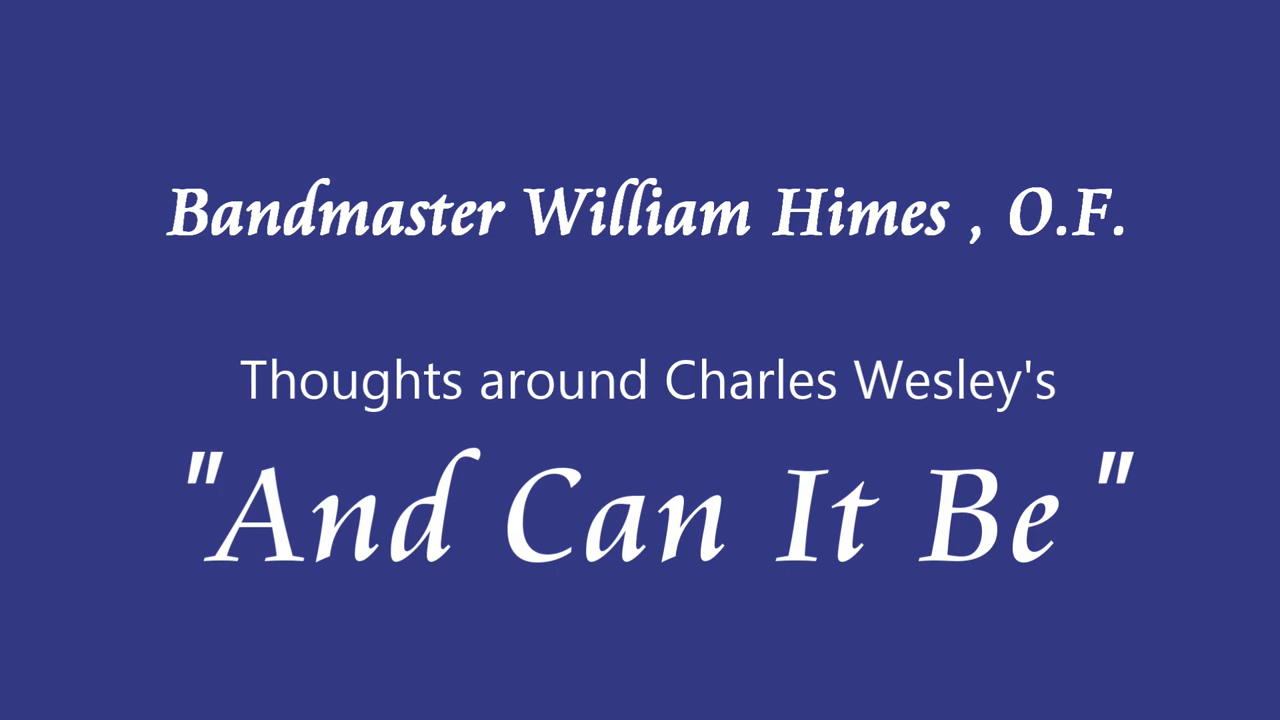 Bandmaster William Himes , O.F.
Thoughts around Charles Wesley's
"And Can It Be "